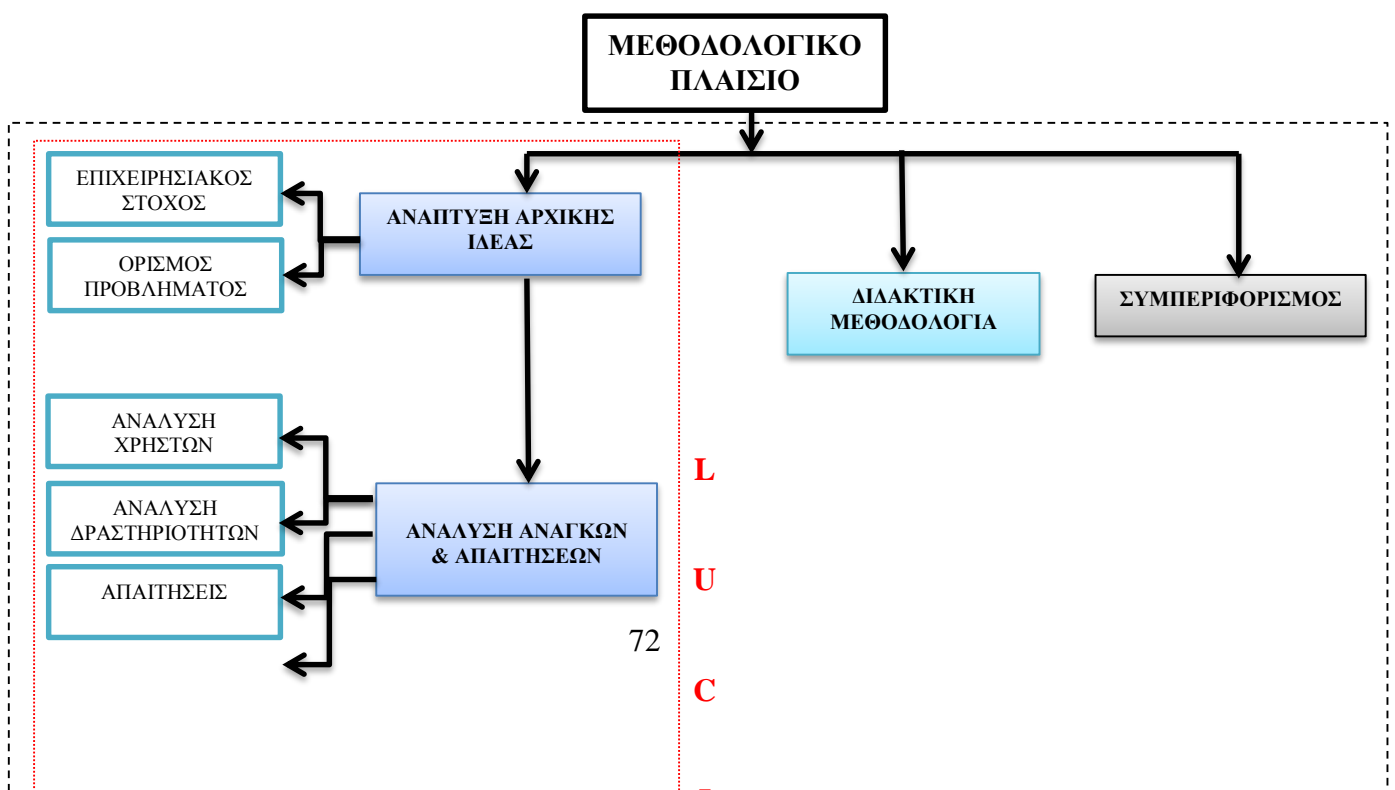 ΜΕΘΟΔΟΛΟΓΙΚΟ
ΠΛΑΙΣΙΟ
ΕΠΙΧΕΙΡΗΣΙΑΚΟΣ
ΣΤΟΧΟΣ
ΑΝΑΠΤΥΞΗ ΑΡΧΙΚΗΣ
ΙΔΕΑΣ
ΟΡΙΣΜΟΣ
ΠΡΟΒΛΗΜΑΤΟΣ
ΔΙΔΑΚΤΙΚΗ
ΜΕΘΟΔΟΛΟΓΙΑ
ΣΥΜΠΕΡΙΦΟΡΙΣΜΟΣ
ΑΝΑΛΥΣΗ
ΧΡΗΣΤΩΝ
ΑΝΑΛΥΣΗ
ΔΡΑΣΤΗΡΙΟΤΗΤΩΝ
ΑΠΑΙΤΗΣΕΙΣ
ΑΝΑΛΥΣΗ ΑΝΑΓΚΩΝ
& ΑΠΑΙΤΗΣΕΩΝ
L
U
C
72